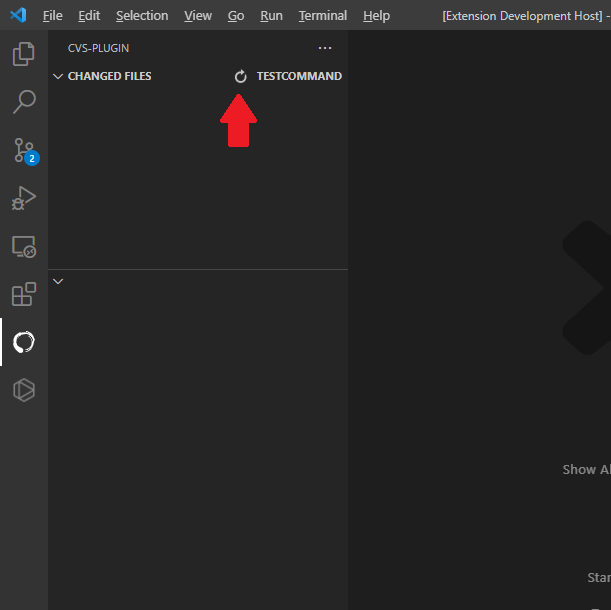 File Edit Selection View Go Run Terminal Help [Extension Development Host] -
CVS-PLUGIN
CHANGED FILES TESTCOMMAND
2
Show Al
Star